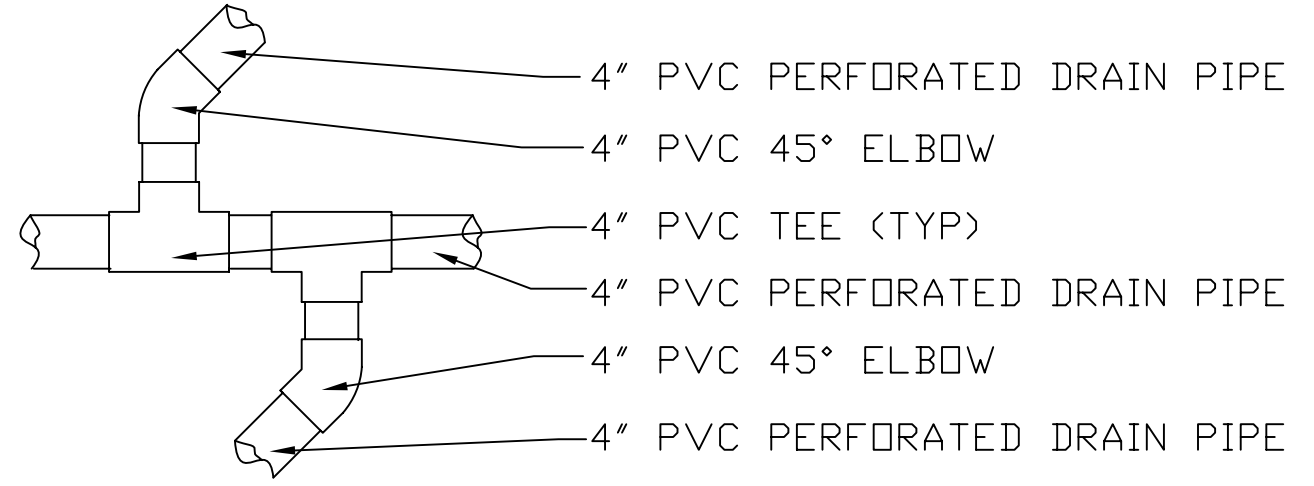 4" PVC PERFORATED DRAIN PIPE
4" PVC 45° ELBOW
4" PVC TEE (TYP)
4" PVC PERFORATED DRAIN PIPE
4" PVC 45° ELBOW
4" PVC PERFORATED DRAIN PIPE